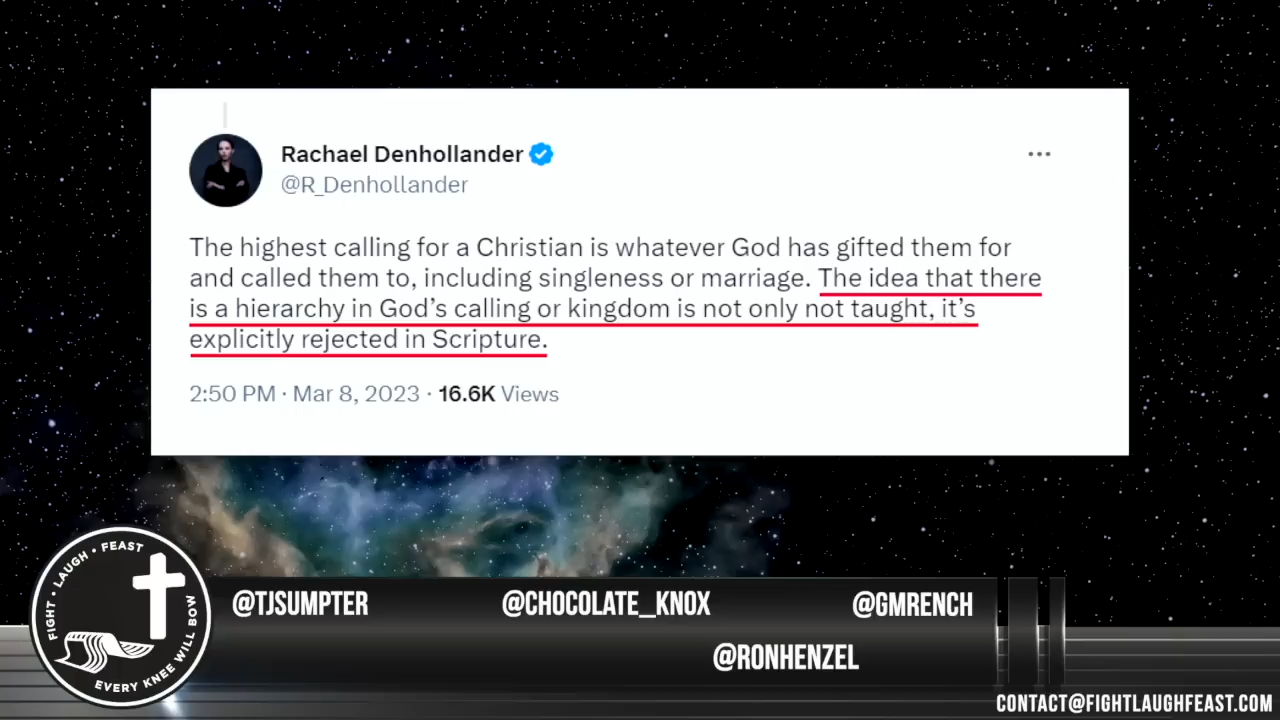 Rachael Denhollander
@R_Denhollander
The highest calling for a Christian is whatever God has gifted them for
and called them to, including singleness or marriage. The idea that there
is a hierarchy in God’s calling or kingdom is not only not taught, it’s
explicitly rejected in Scripture.
2:50 PM · Mar 8, 2023 · 16.6K Views
FIGHT • LAUGH • FEAST
EVERY KNEE WILL BOW
@TJSUMPTER @CHOCOLATE_KNOX @GMRENCH
@RONHENZEL
CONTACT@FIGHTLAUGHFEAST.COM